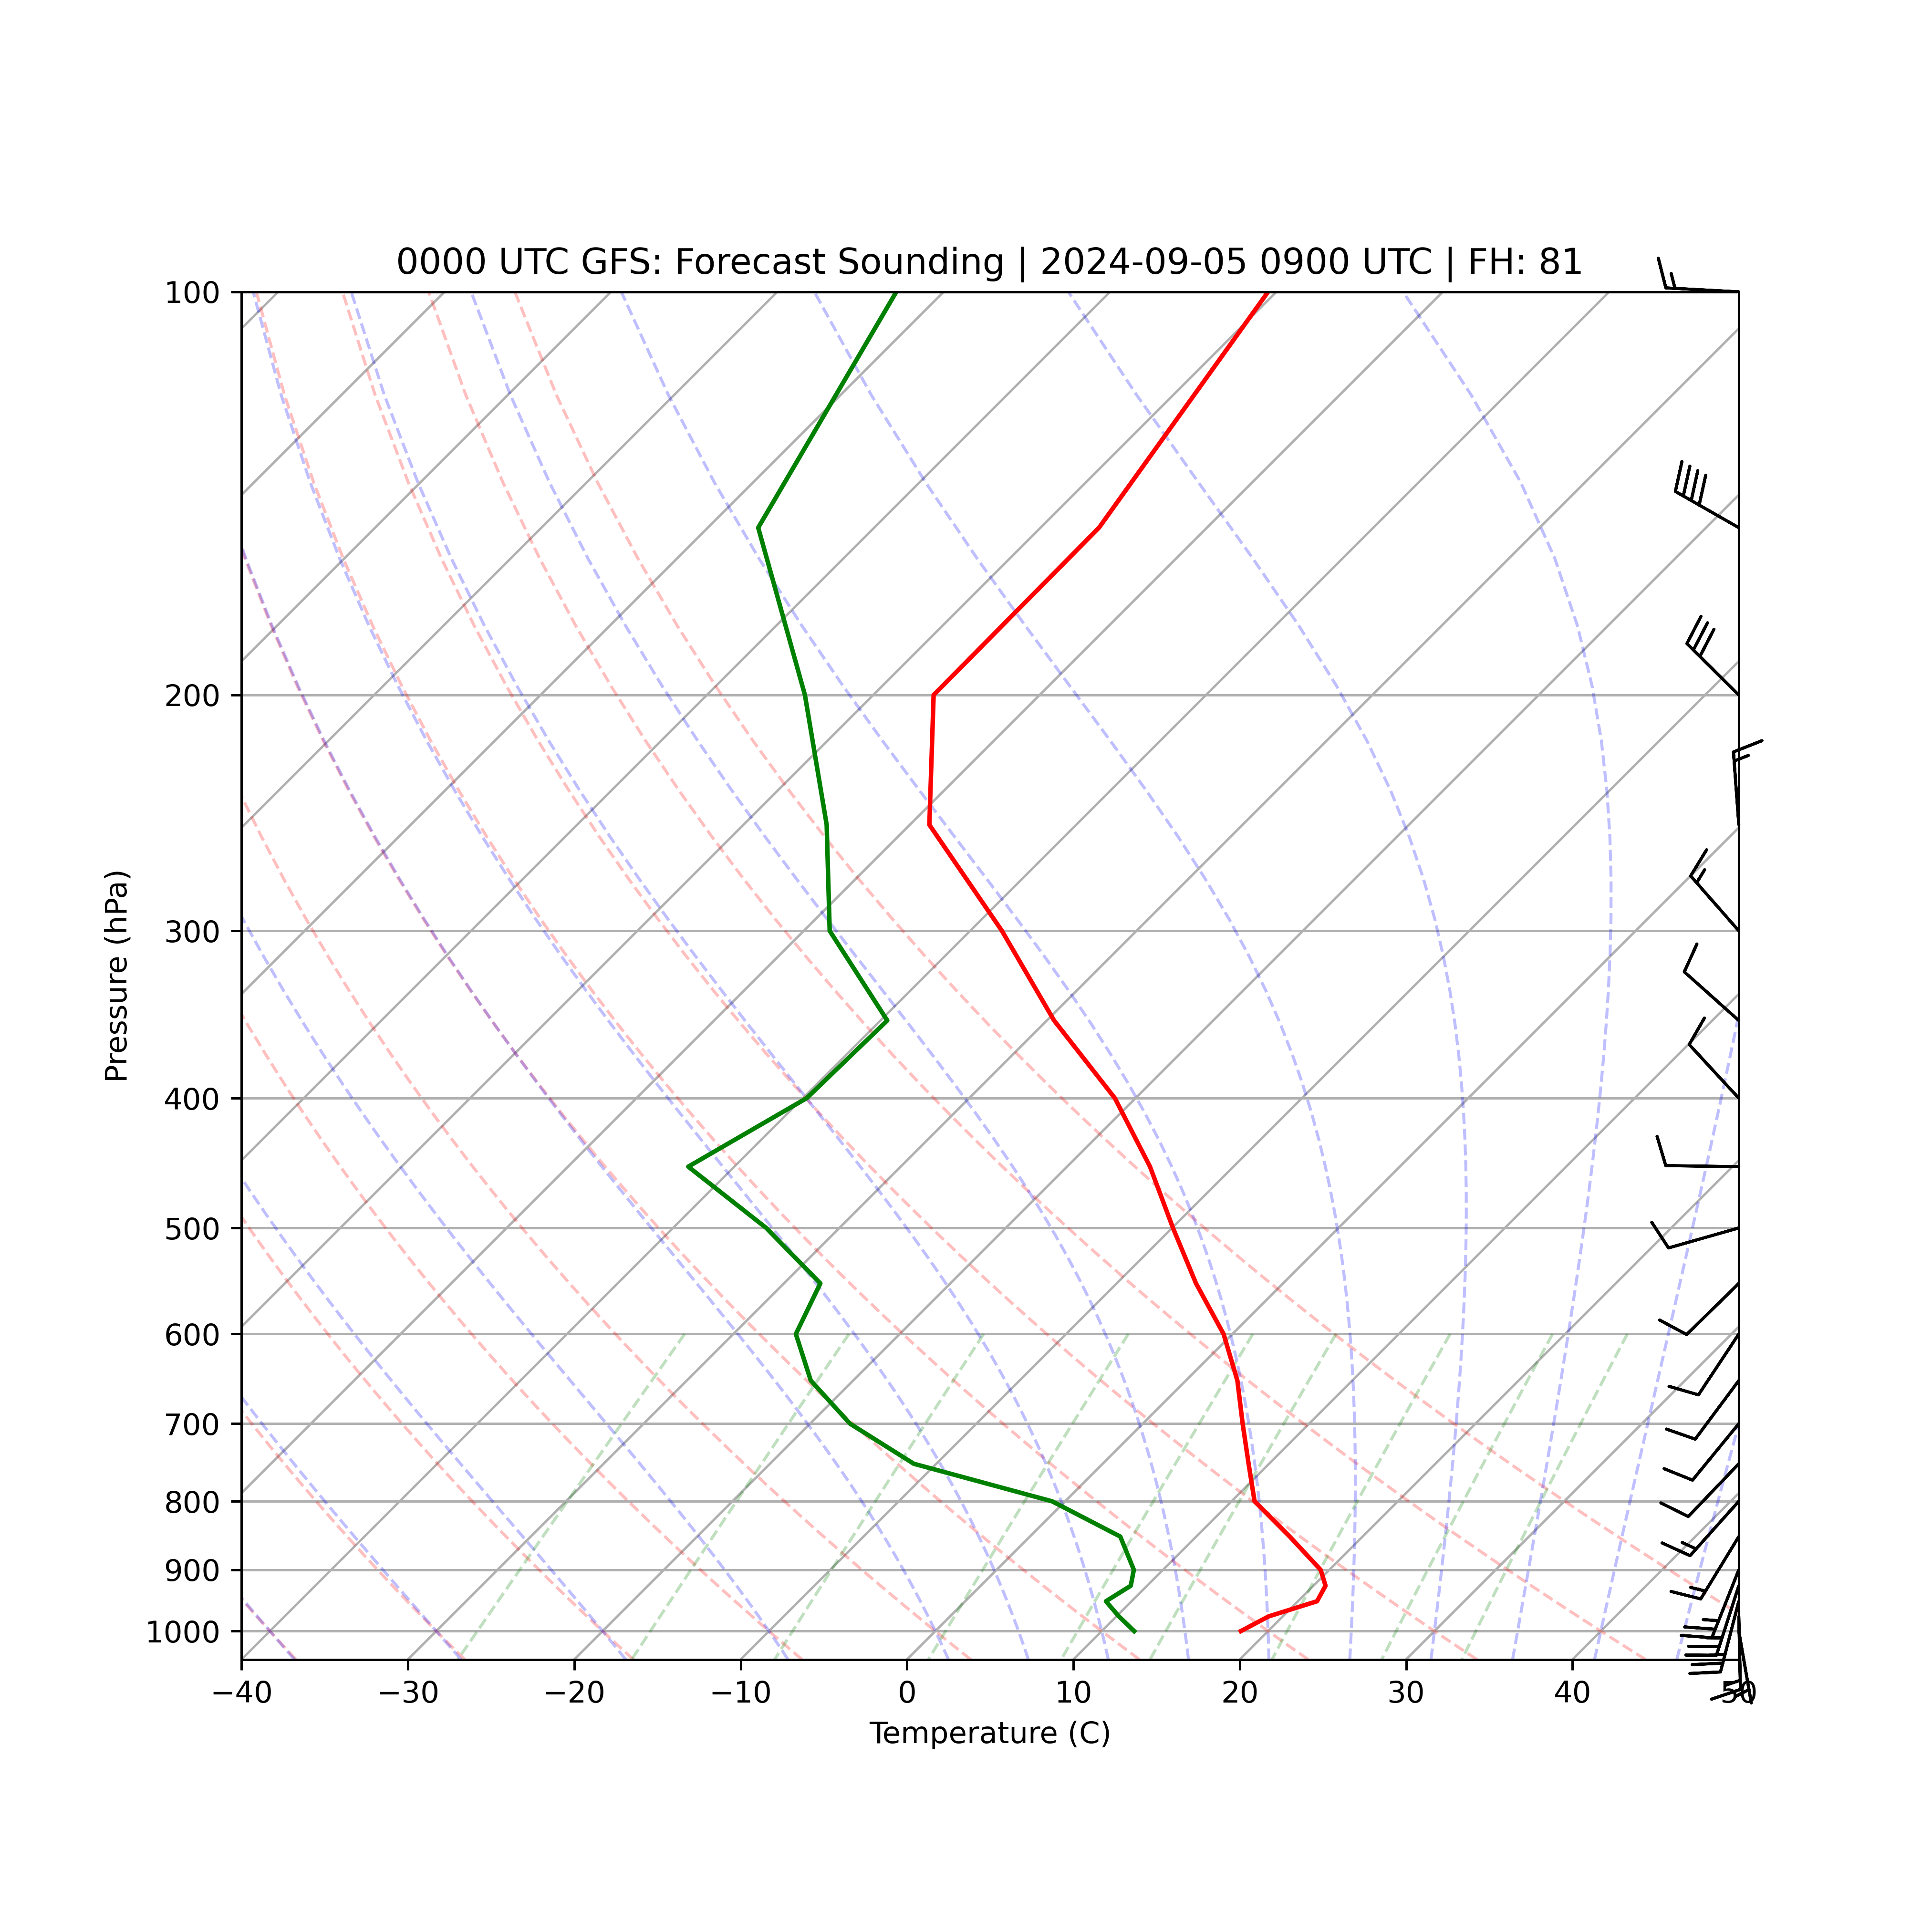 0000 UTC GFS: Forecast Sounding | 2024-09-05 0900 UTC | FH: 81
100
200
300
400
500
600
700
800
900
1000
Pressure (hPa)
−40 −30 −20 −10 0 10 20 30 40 50
Temperature (C)